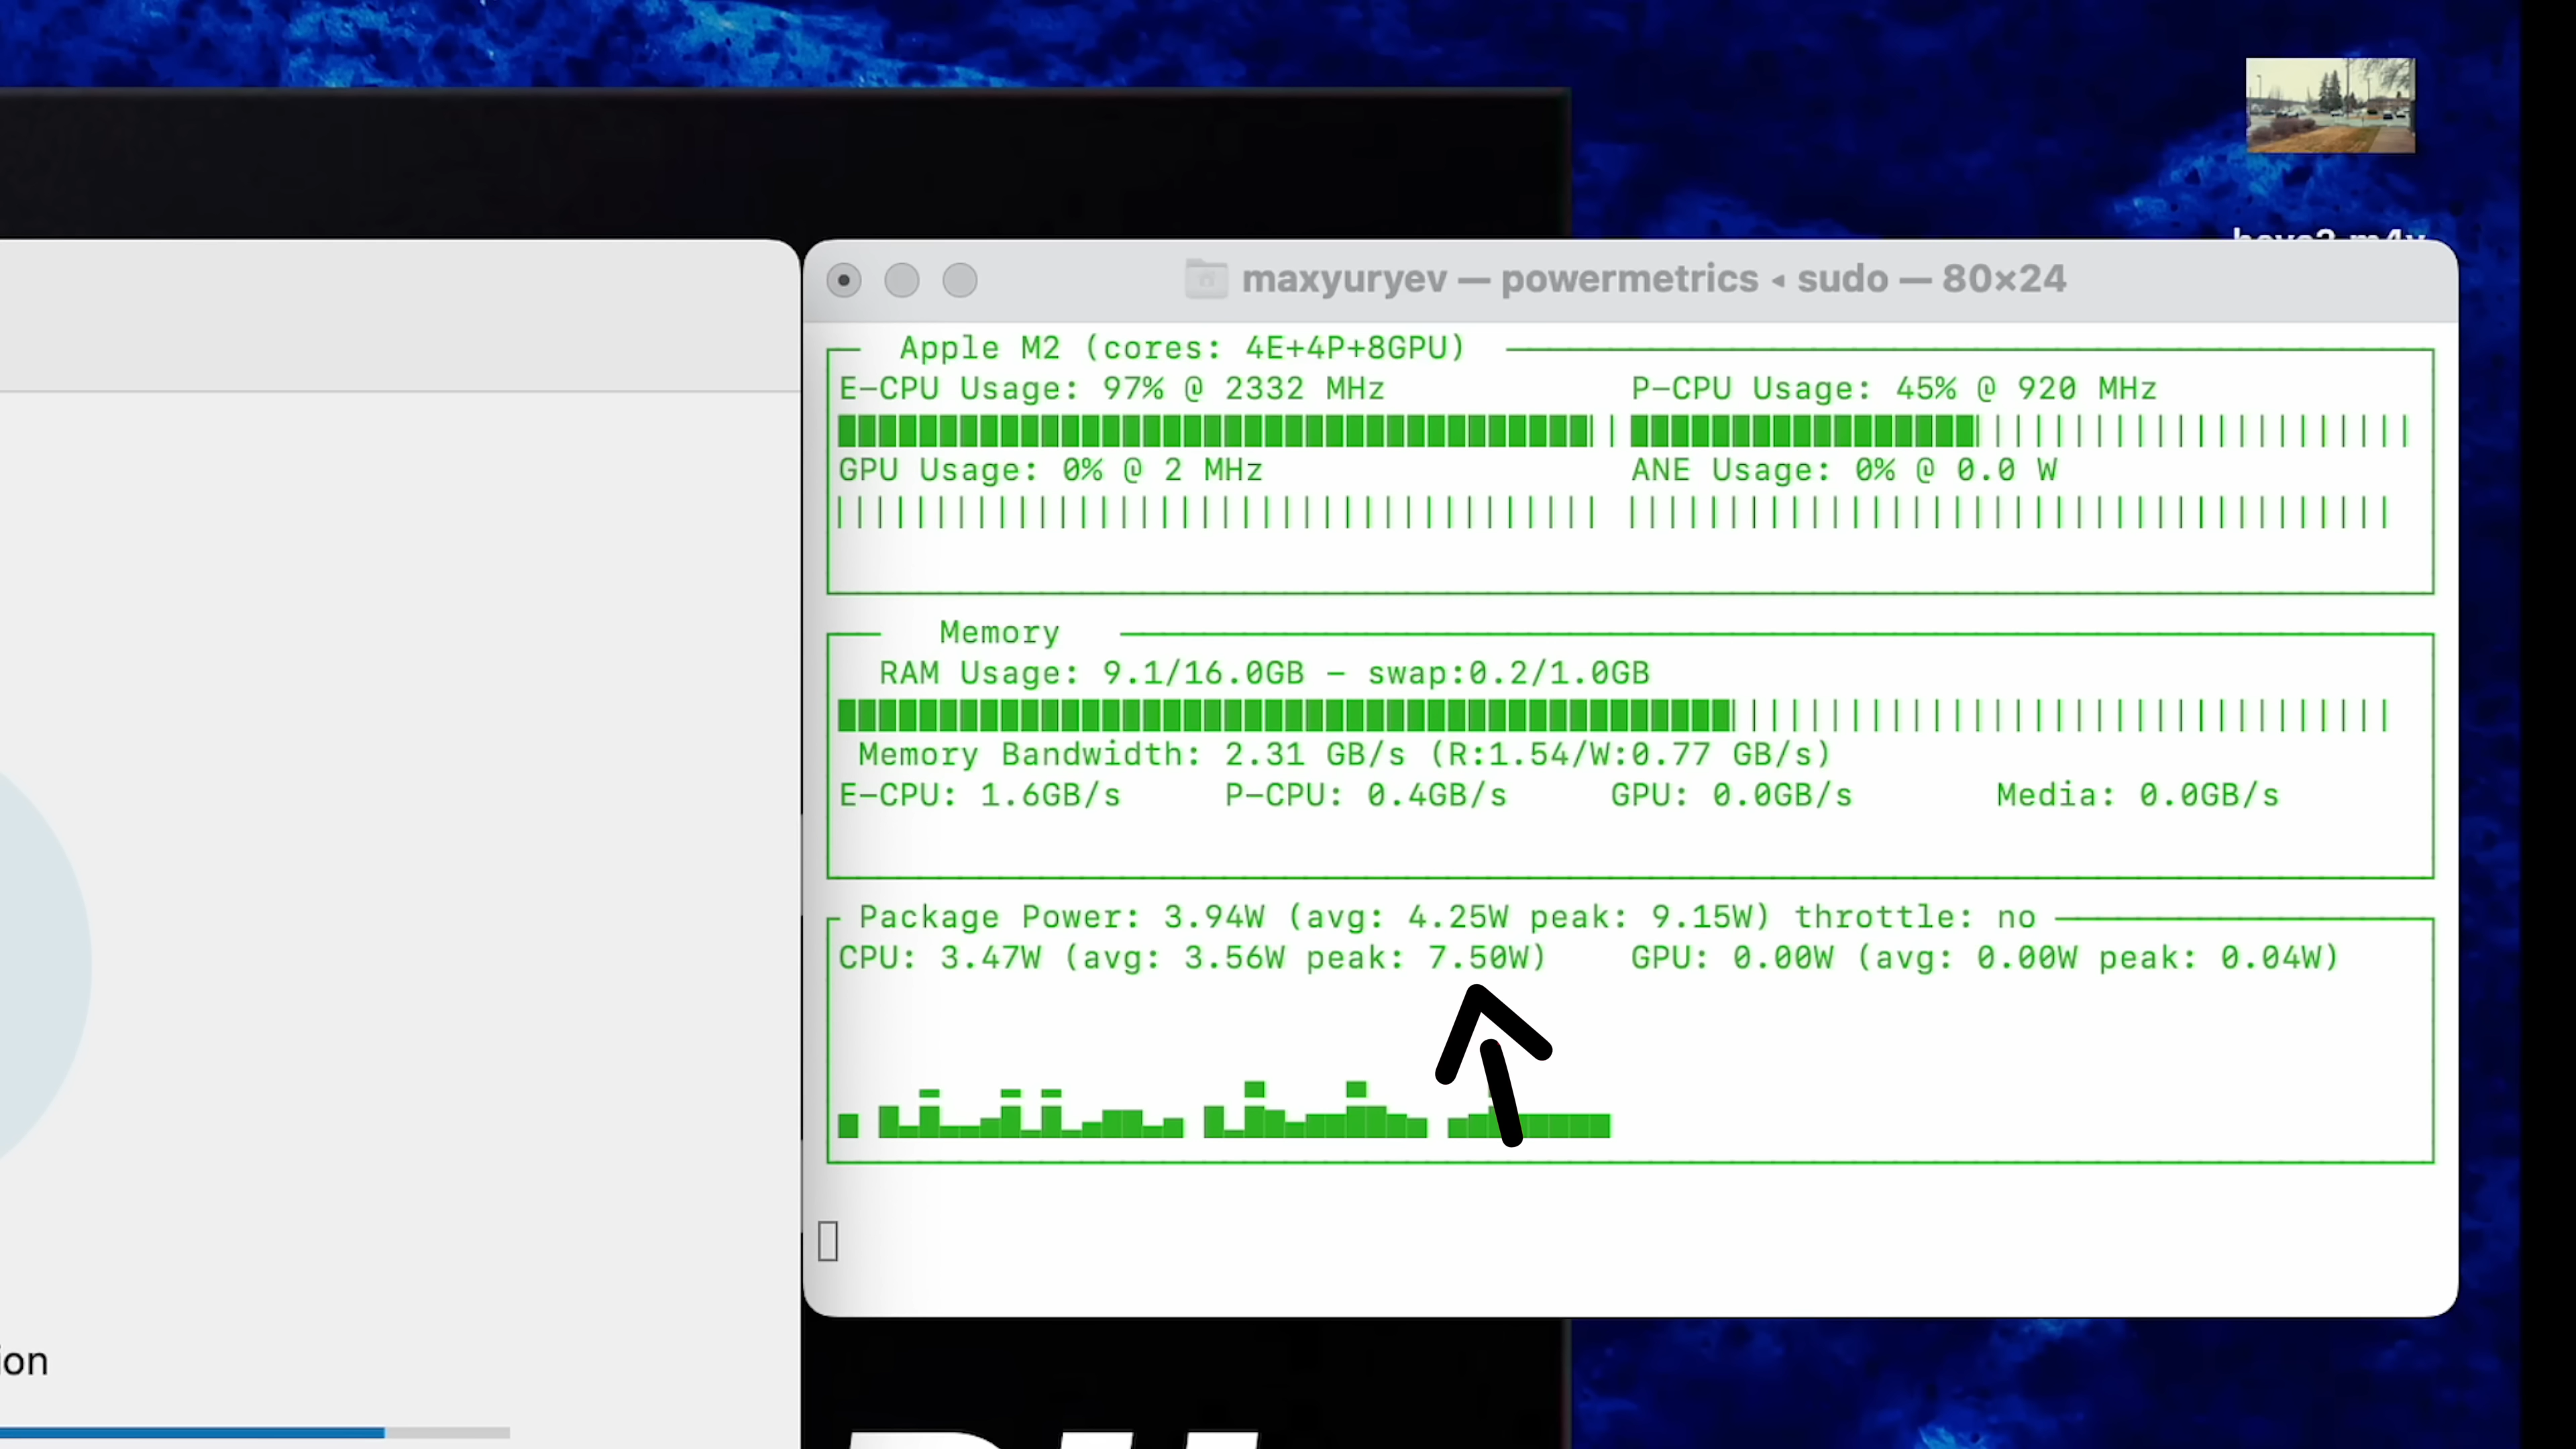 maxyuryev — powermetrics ◂ sudo — 80×24
Apple M2 (cores: 4E+4P+8GPU)
E-CPU Usage: 97% @ 2332 MHz P-CPU Usage: 45% @ 920 MHz
GPU Usage: 0% @ 2 MHz ANE Usage: 0% @ 0.0 W
Memory
RAM Usage: 9.1/16.0GB - swap:0.2/1.0GB
Memory Bandwidth: 2.31 GB/s (R:1.54/W:0.77 GB/s)
E-CPU: 1.6GB/s P-CPU: 0.4GB/s GPU: 0.0GB/s Media: 0.0GB/s
Package Power: 3.94W (avg: 4.25W peak: 9.15W) throttle: no
CPU: 3.47W (avg: 3.56W peak: 7.50W) GPU: 0.00W (avg: 0.00W peak: 0.04W)
ion